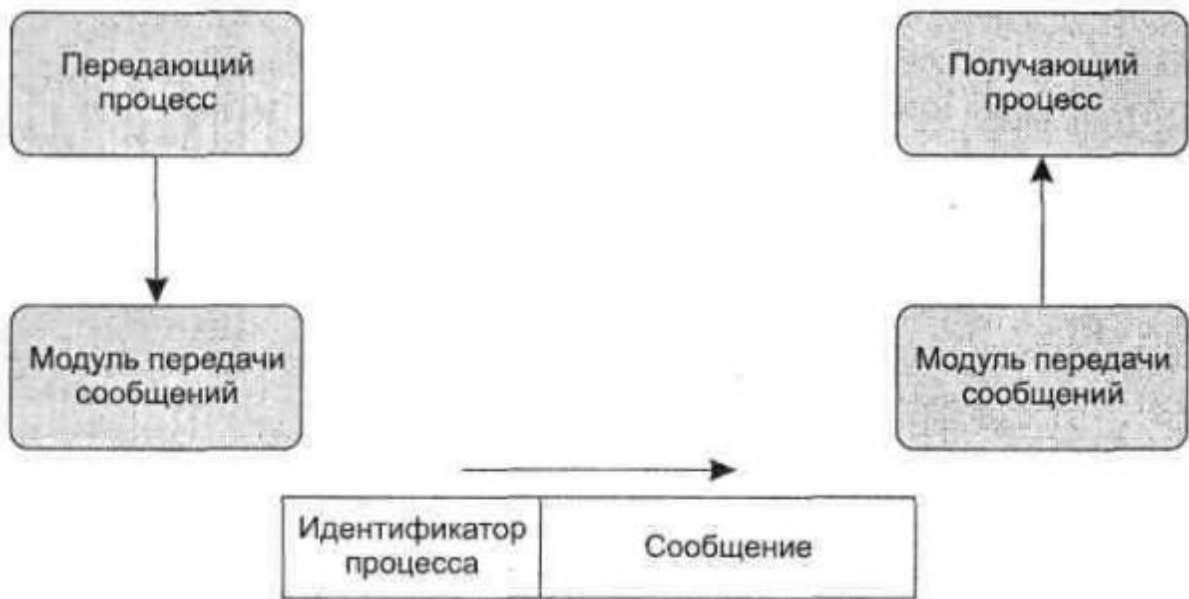 Передающий
процесс
Получающий
процесс
Модуль передачи
сообщений
Модуль передачи
сообщений
Идентификатор
процесса
Сообщение